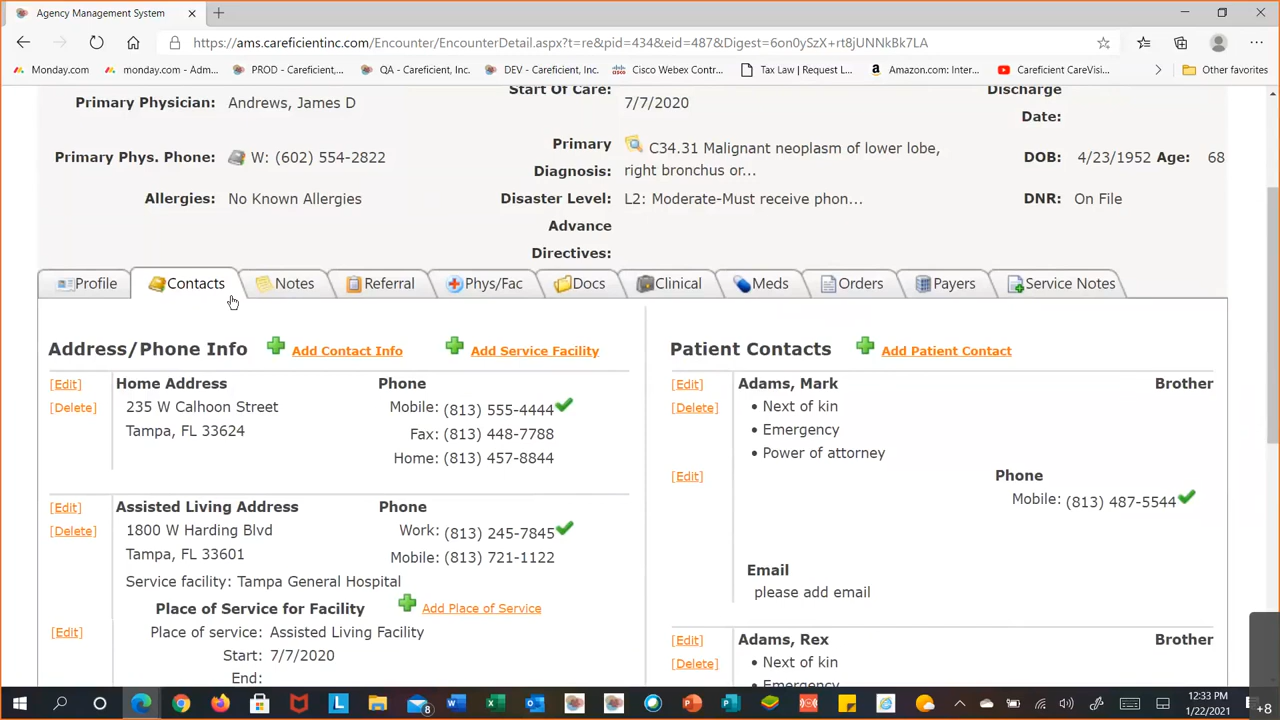 Agency Management System
https://ams.careficientinc.com/Encounter/EncounterDetail.aspx?t=re&pid=434&eid=487&Digest=6on0ySzX+rt8jUNNkBk7LA
Monday.com monday.com - Adm... PROD - Careficient,... QA - Careficient, Inc. DEV - Careficient, In... Cisco Webex Contr... Tax Law | Request L... Amazon.com: Inter... Careficient CareVisi... Other favorites
Primary Physician: Andrews, James D Start Of Care: 7/7/2020 Discharge Date:
Primary Phys. Phone: W: (602) 554-2822 Primary Diagnosis: C34.31 Malignant neoplasm of lower lobe, right bronchus or... DOB: 4/23/1952 Age: 68
Allergies: No Known Allergies Disaster Level: L2: Moderate-Must receive phon... DNR: On File
Advance Directives:
Profile Contacts Notes Referral Phys/Fac Docs Clinical Meds Orders Payers Service Notes
Address/Phone Info Add Contact Info Add Service Facility
[Edit] Home Address Phone
[Delete] 235 W Calhoon Street Mobile: (813) 555-4444
Tampa, FL 33624 Fax: (813) 448-7788
Home: (813) 457-8844
[Edit] Assisted Living Address Phone
[Delete] 1800 W Harding Blvd Work: (813) 245-7845
Tampa, FL 33601 Mobile: (813) 721-1122
Service facility: Tampa General Hospital
Place of Service for Facility Add Place of Service
[Edit] Place of service: Assisted Living Facility
Start: 7/7/2020
End:
Patient Contacts Add Patient Contact
[Edit] Adams, Mark Brother
[Delete] • Next of kin
• Emergency
• Power of attorney
[Edit] Phone
Mobile: (813) 487-5544
Email
please add email
[Edit] Adams, Rex Brother
[Delete] • Next of kin
• Emergency
8
12:33 PM
1/22/2021
+8